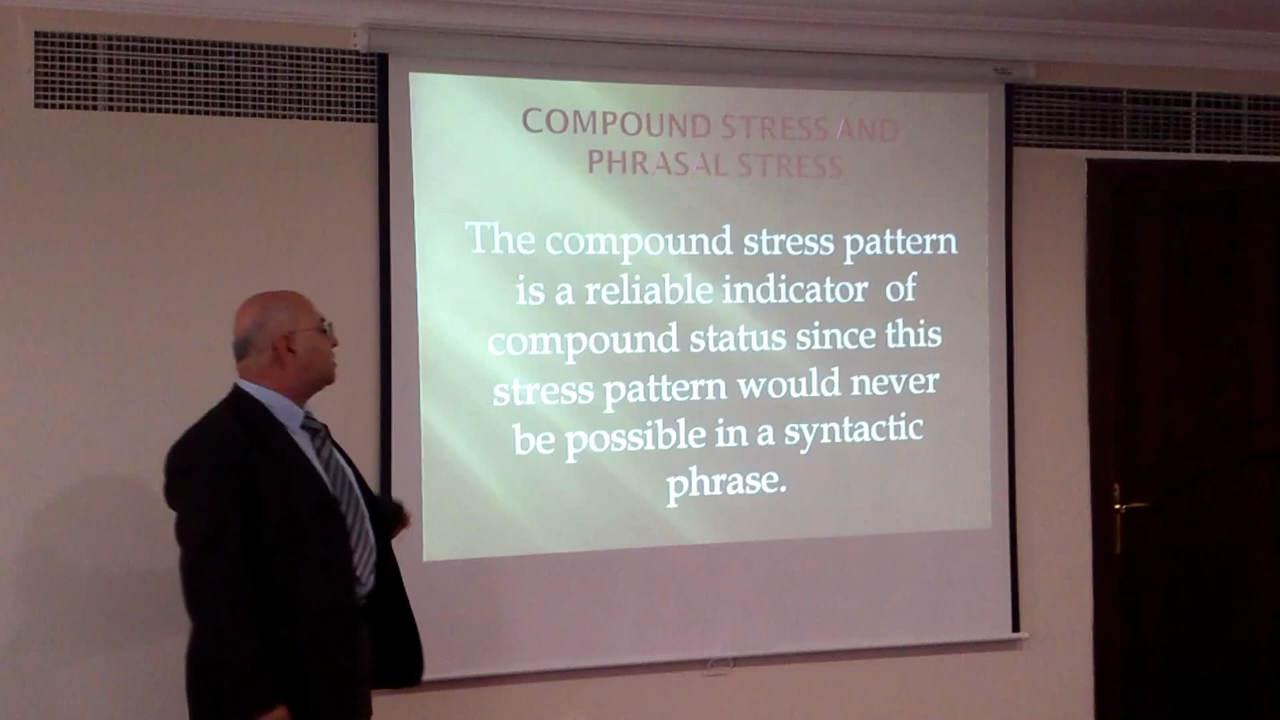 COMPOUND STRESS AND
PHRASAL STRESS
The compound stress pattern
is a reliable indicator of
compound status since this
stress pattern would never
be possible in a syntactic
phrase.